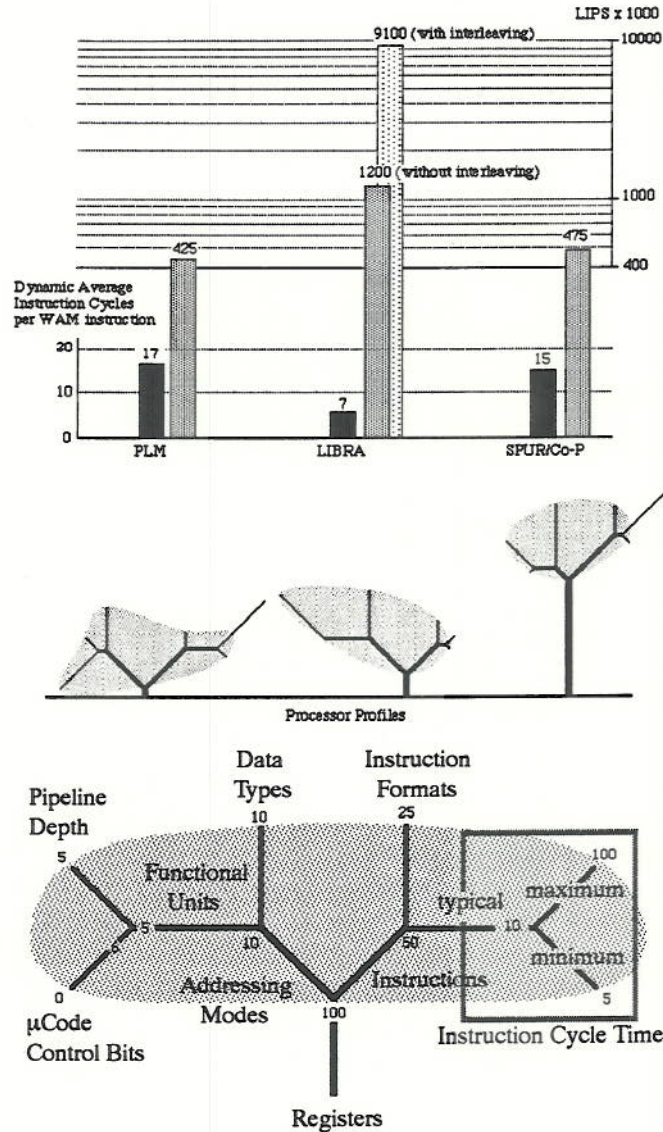 LIPS x 1000
9100 (with interleaving)
10000
1200 (without interleaving)
1000
425
475
400
Dynamic Average
Instruction Cycles
per WAM instruction
20
17
15
10
7
0
PLM
LIBRA
SPUR/Co-P
Processor Profiles
Data
Types
Instruction
Formats
Pipeline
Depth
10
25
5
100
Functional
Units
typical
maximum
5
10
50
10
6
minimum
0
Addressing
Modes
Instructions
100
5
µCode
Control Bits
Instruction Cycle Time
Registers